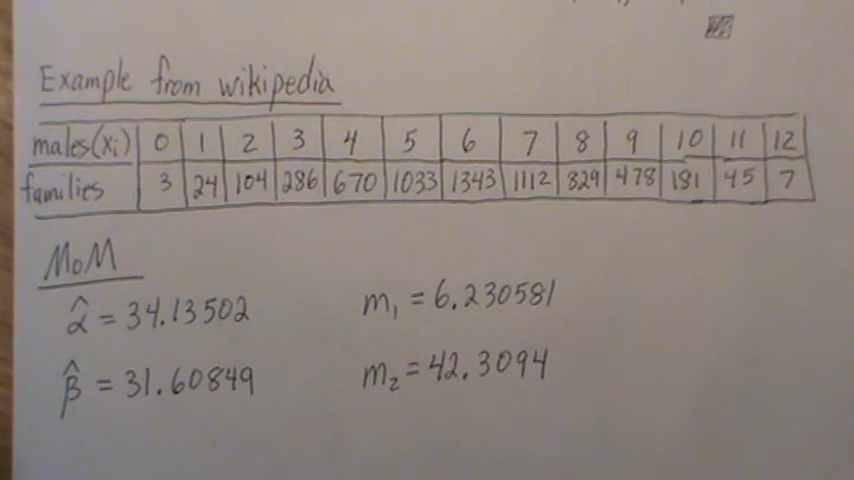 Example from wikipedia
males(xᵢ) 0 1 2 3 4 5 6 7 8 9 10 11 12
families 3 24 104 286 670 1033 1343 1112 829 478 181 45 7
MoM
α̂ = 34.13502 m₁ = 6.230581
β̂ = 31.60849 m₂ = 42.3094